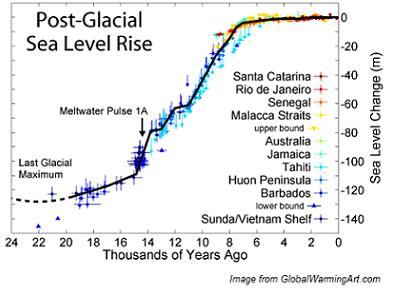 Post-Glacial
Sea Level Rise
Meltwater Pulse 1A
Last Glacial
Maximum
Santa Catarina
Rio de Janeiro
Senegal
Malacca Straits
upper bound
Australia
Jamaica
Tahiti
Huon Peninsula
Barbados
lower bound
Sunda/Vietnam Shelf
0
-20
-40
-60
-80
-100
-120
-140
Sea Level Change (m)
24 22 20 18 16 14 12 10 8 6 4 2 0
Thousands of Years Ago
Image from GlobalWarmingArt.com